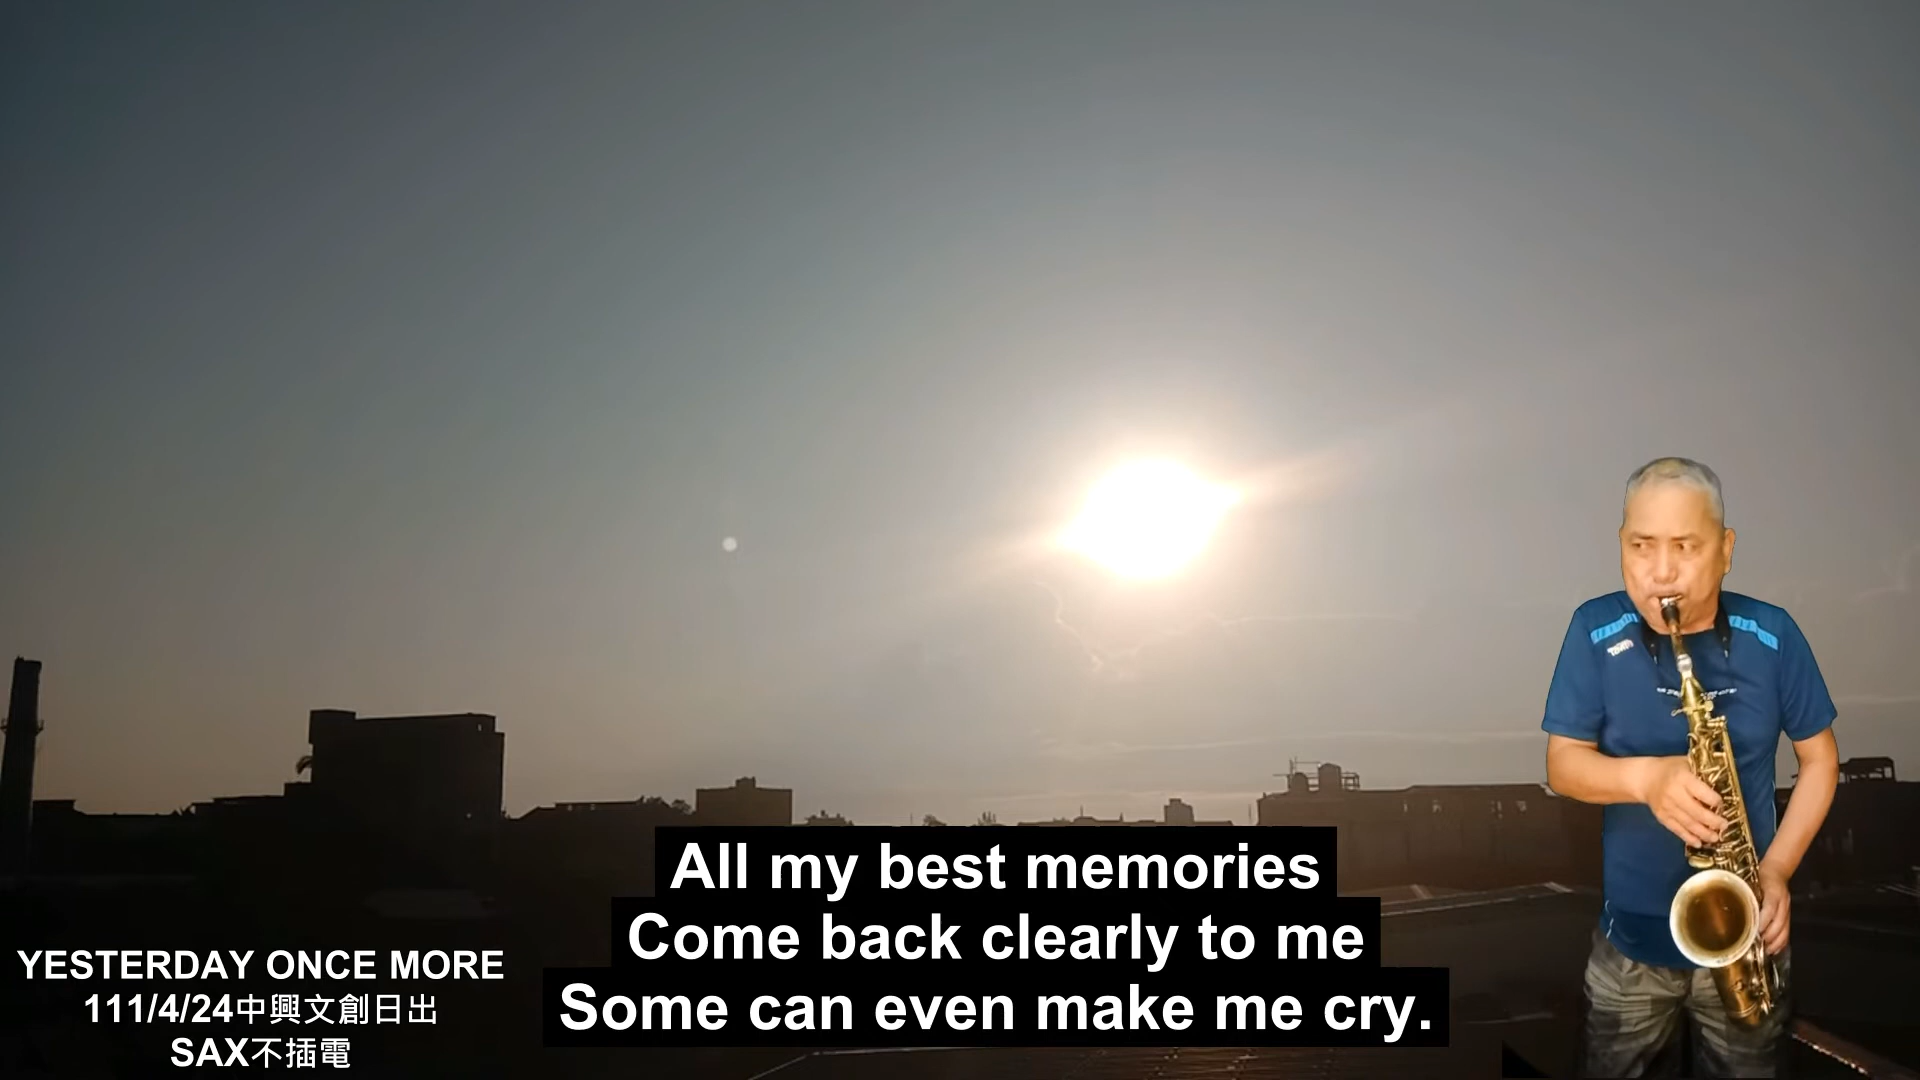 All my best memories
Come back clearly to me
Some can even make me cry.
YESTERDAY ONCE MORE
111/4/24中興文創日出
SAX不插電